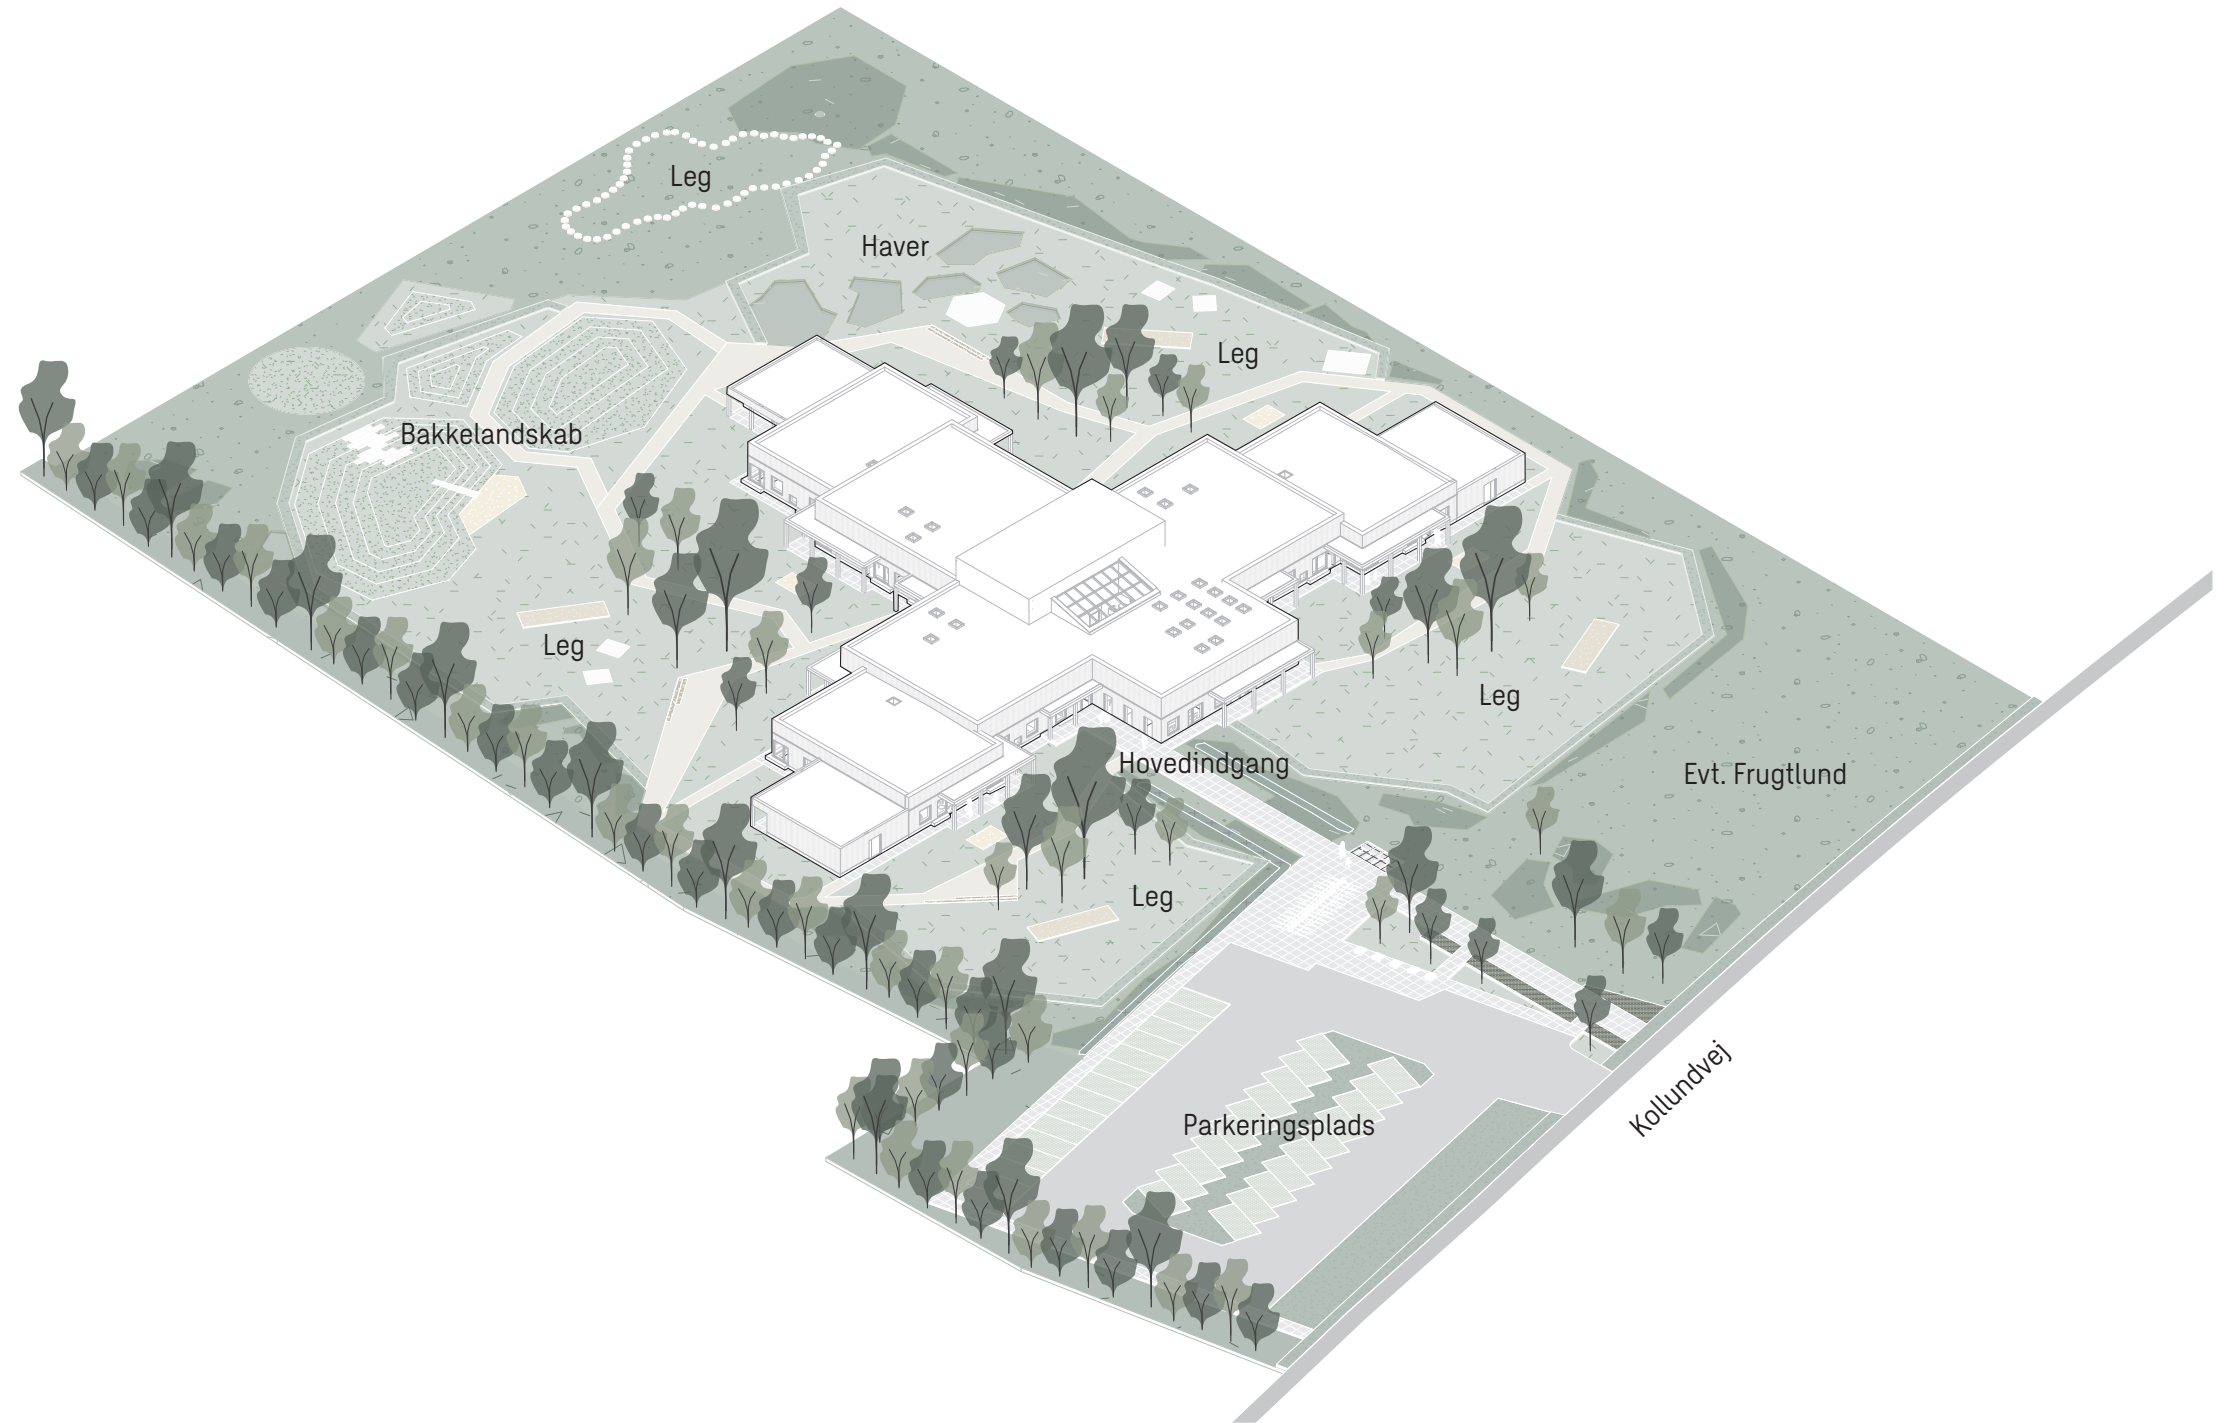 Leg
Haver
Leg
Bakkelandskab
Leg
Leg
Hovedindgang
Evt. Frugtlund
Leg
Kollundvej
Parkeringsplads